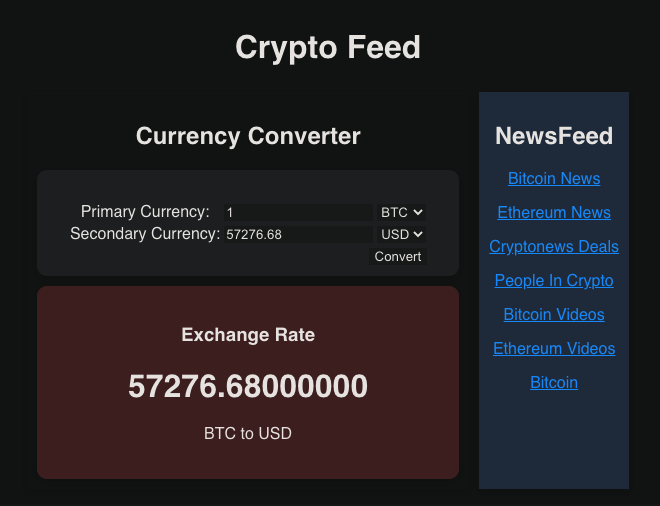 Crypto Feed
Currency Converter
Primary Currency: 1 BTC
Secondary Currency: 57276.68 USD
Convert
Exchange Rate
57276.68000000
BTC to USD
NewsFeed
Bitcoin News
Ethereum News
Cryptonews Deals
People In Crypto
Bitcoin Videos
Ethereum Videos
Bitcoin